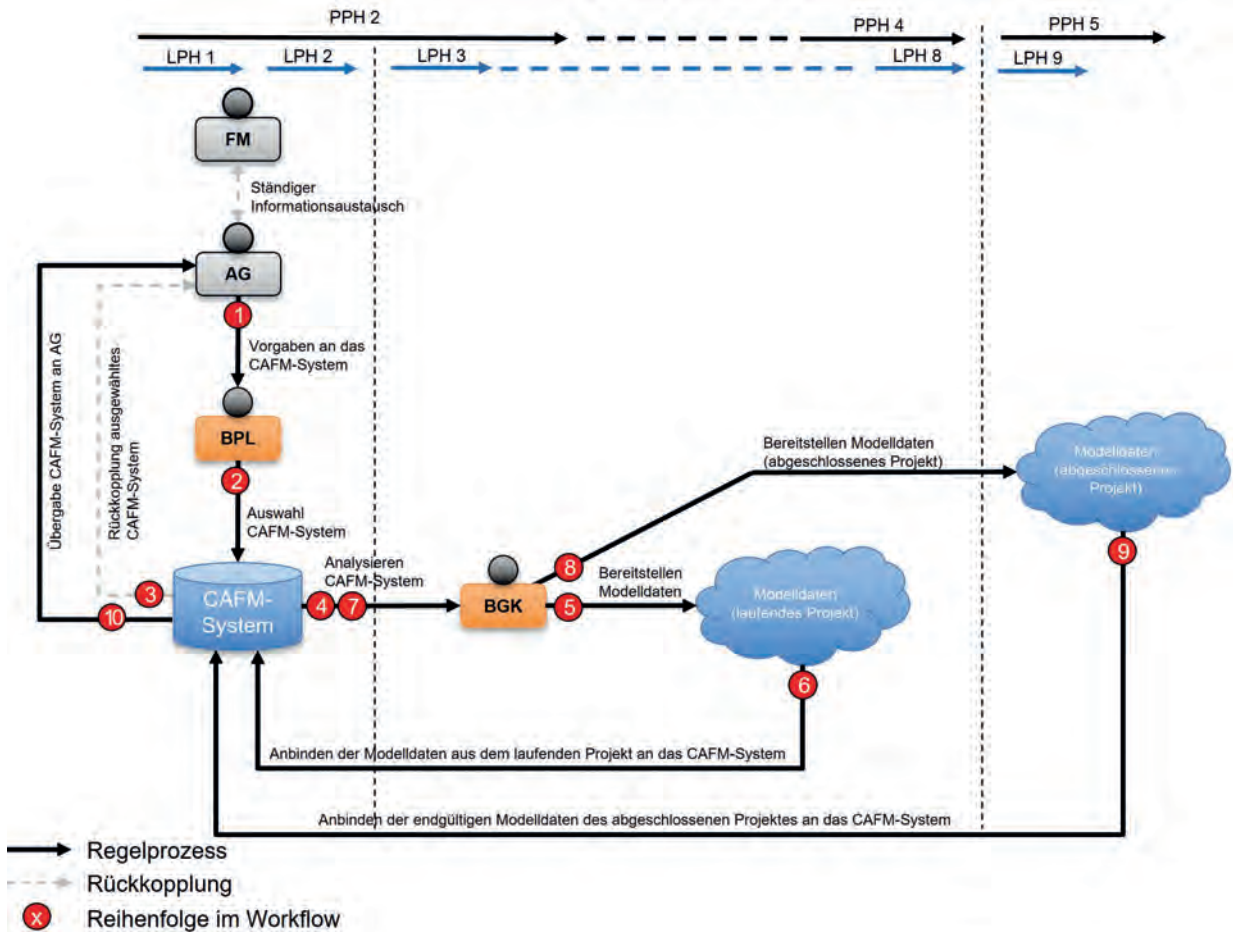 PPH 2
PPH 4
PPH 5
LPH 1
LPH 2
LPH 3
LPH 8
LPH 9
FM
Ständiger
Informationsaustausch
AG
1
Vorgaben an das
CAFM-System
Übergabe CAFM-System an AG
Rückkopplung ausgewähltes
CAFM-System
BPL
2
Auswahl
CAFM-System
Bereitstellen Modelldaten
(abgeschlossenes Projekt)
Modelldaten
(abgeschlossenen
Projekt)
9
3
10
CAFM-
System
Analysieren
CAFM-System
4
7
BGK
8
5
Bereitstellen
Modelldaten
Modelldaten
(laufendes Projekt)
6
Anbinden der Modelldaten aus dem laufenden Projekt an das CAFM-System
Anbinden der endgültigen Modelldaten des abgeschlossenen Projektes an das CAFM-System
Regelprozess
Rückkopplung
x Reihenfolge im Workflow